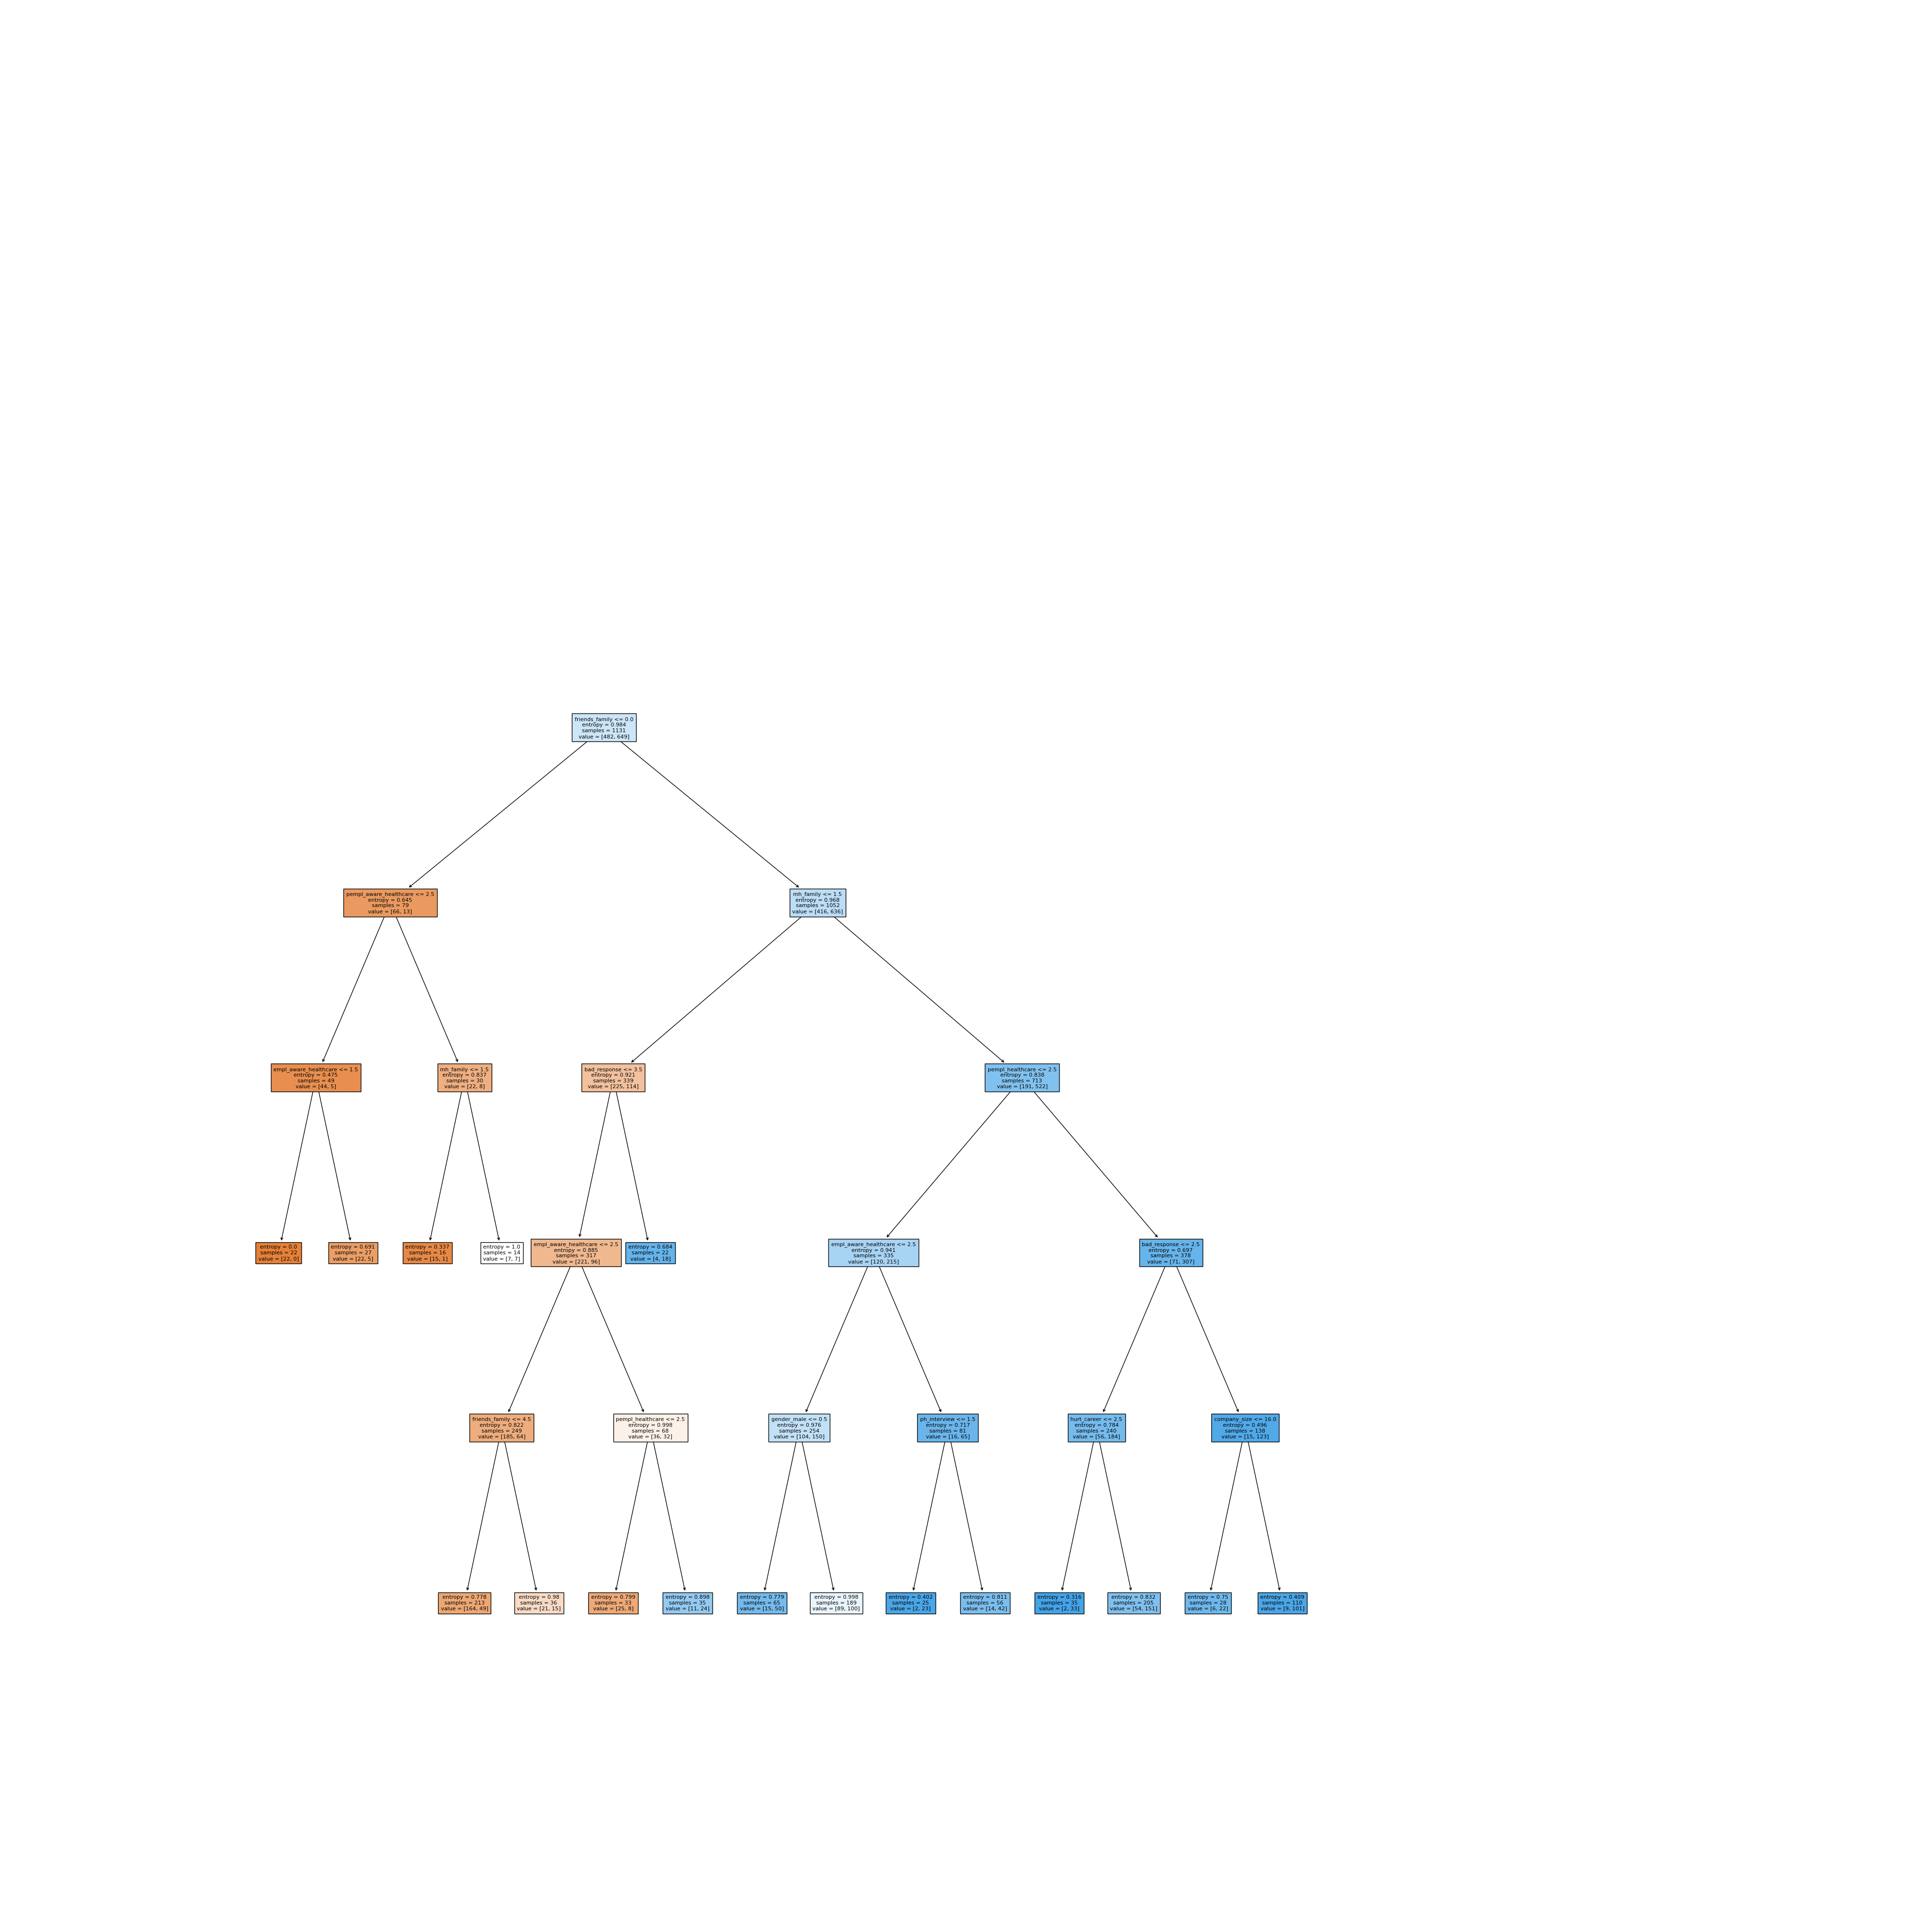 friends_family <= 0.0
entropy = 0.984
samples = 1131
value = [482, 649]
pempl_aware_healthcare <= 2.5
entropy = 0.645
samples = 79
value = [66, 13]
mh_family <= 1.5
entropy = 0.968
samples = 1052
value = [416, 636]
empl_aware_healthcare <= 1.5
entropy = 0.475
samples = 49
value = [44, 5]
mh_family <= 1.5
entropy = 0.837
samples = 30
value = [22, 8]
bad_response <= 3.5
entropy = 0.921
samples = 339
value = [225, 114]
pempl_healthcare <= 2.5
entropy = 0.838
samples = 713
value = [191, 522]
entropy = 0.0
samples = 22
value = [22, 0]
entropy = 0.691
samples = 27
value = [22, 5]
entropy = 0.337
samples = 16
value = [15, 1]
entropy = 1.0
samples = 14
value = [7, 7]
empl_aware_healthcare <= 2.5
entropy = 0.885
samples = 317
value = [221, 96]
entropy = 0.684
samples = 22
value = [4, 18]
empl_aware_healthcare <= 2.5
entropy = 0.941
samples = 335
value = [120, 215]
bad_response <= 2.5
entropy = 0.697
samples = 378
value = [71, 307]
friends_family <= 4.5
entropy = 0.822
samples = 249
value = [185, 64]
pempl_healthcare <= 2.5
entropy = 0.998
samples = 68
value = [36, 32]
gender_male <= 0.5
entropy = 0.976
samples = 254
value = [104, 150]
ph_interview <= 1.5
entropy = 0.717
samples = 81
value = [16, 65]
hurt_career <= 2.5
entropy = 0.784
samples = 240
value = [56, 184]
company_size <= 16.0
entropy = 0.496
samples = 138
value = [15, 123]
entropy = 0.778
samples = 213
value = [164, 49]
entropy = 0.98
samples = 36
value = [21, 15]
entropy = 0.799
samples = 33
value = [25, 8]
entropy = 0.898
samples = 35
value = [11, 24]
entropy = 0.779
samples = 65
value = [15, 50]
entropy = 0.998
samples = 189
value = [89, 100]
entropy = 0.402
samples = 25
value = [2, 23]
entropy = 0.811
samples = 56
value = [14, 42]
entropy = 0.316
samples = 35
value = [2, 33]
entropy = 0.832
samples = 205
value = [54, 151]
entropy = 0.75
samples = 28
value = [6, 22]
entropy = 0.409
samples = 110
value = [9, 101]